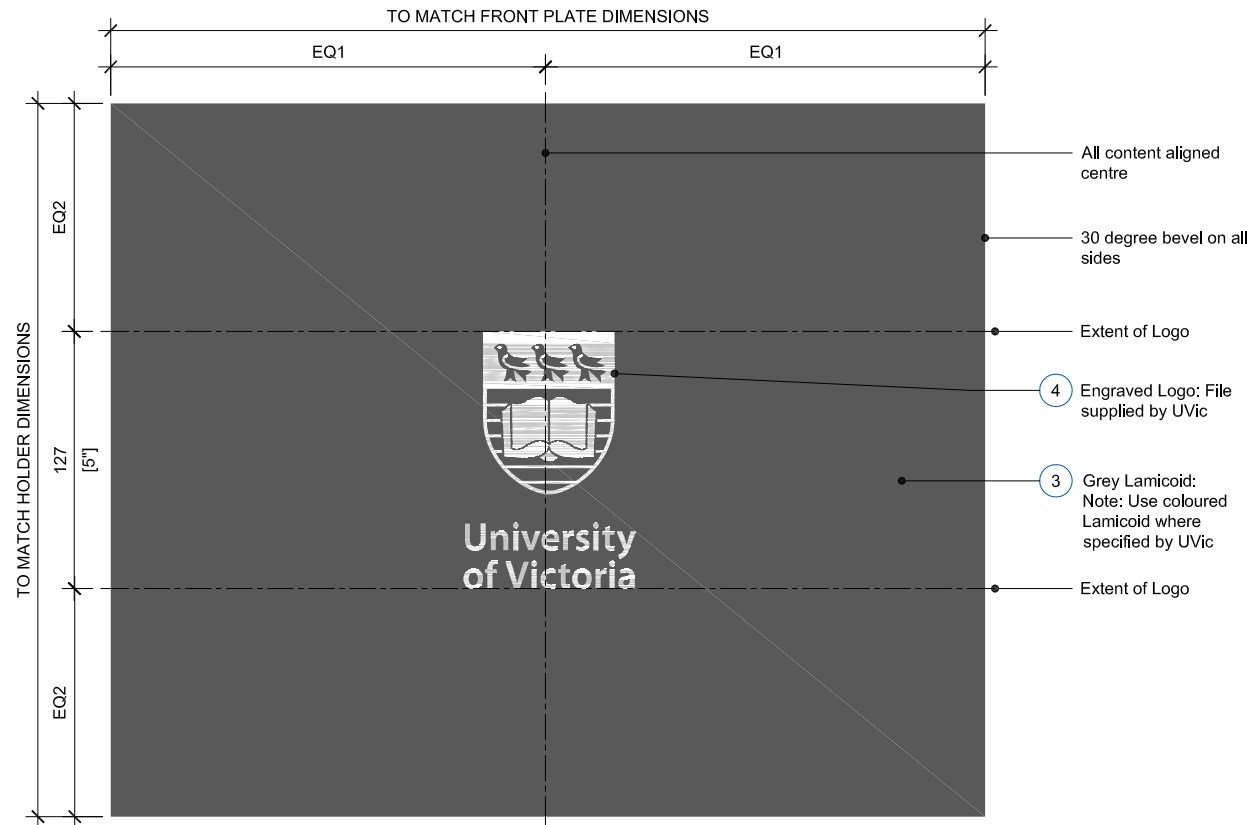 TO MATCH FRONT PLATE DIMENSIONS
EQ1
EQ1
TO MATCH HOLDER DIMENSIONS
EQ2
127
[5"]
EQ2
All content aligned
centre
30 degree bevel on all
sides
Extent of Logo
4
Engraved Logo: File
supplied by UVic
3
Grey Lamicoid:
Note: Use coloured
Lamicoid where
specified by UVic
Extent of Logo
University
of Victoria